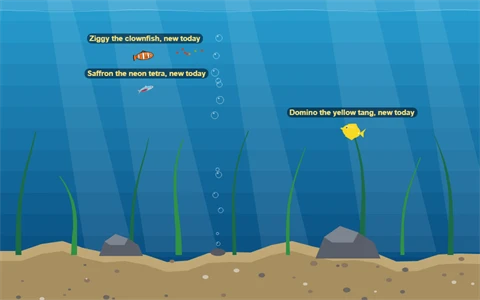 Ziggy the clownfish, new today
Saffron the neon tetra, new today
Domino the yellow tang, new today